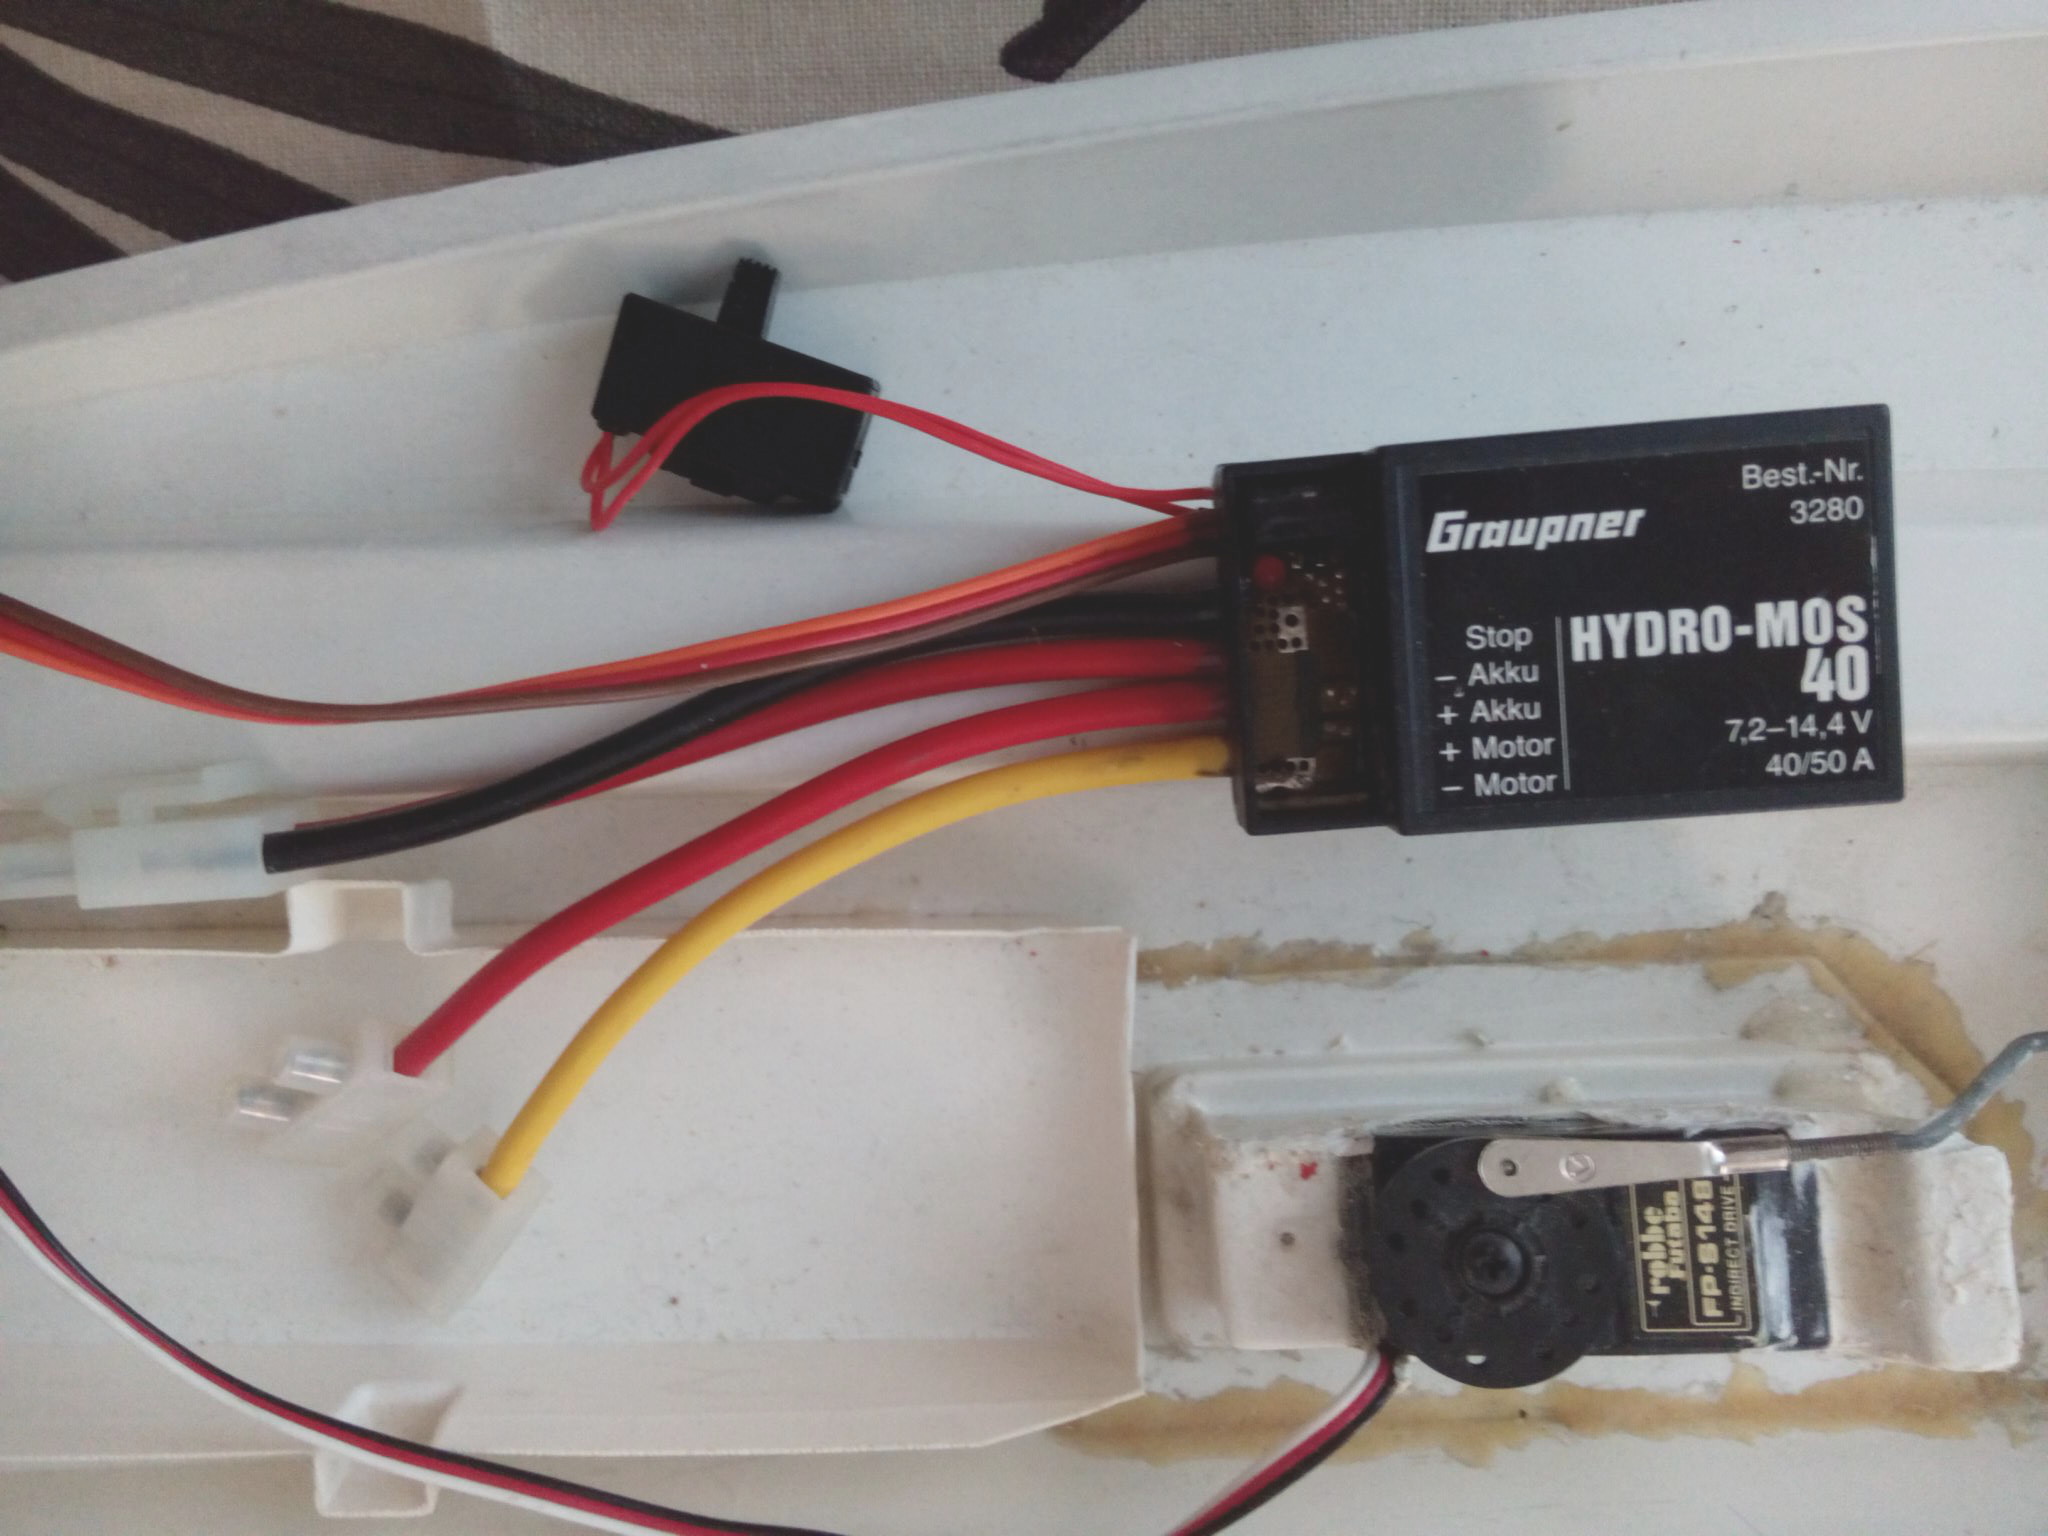 Best.-Nr.
3280
Graupner
HYDRO-MOS
40
7,2–14,4 V
40/50 A
Stop
– Akku
+ Akku
+ Motor
– Motor
robbe
Futaba
FP-S148
INDIRECT DRIVE